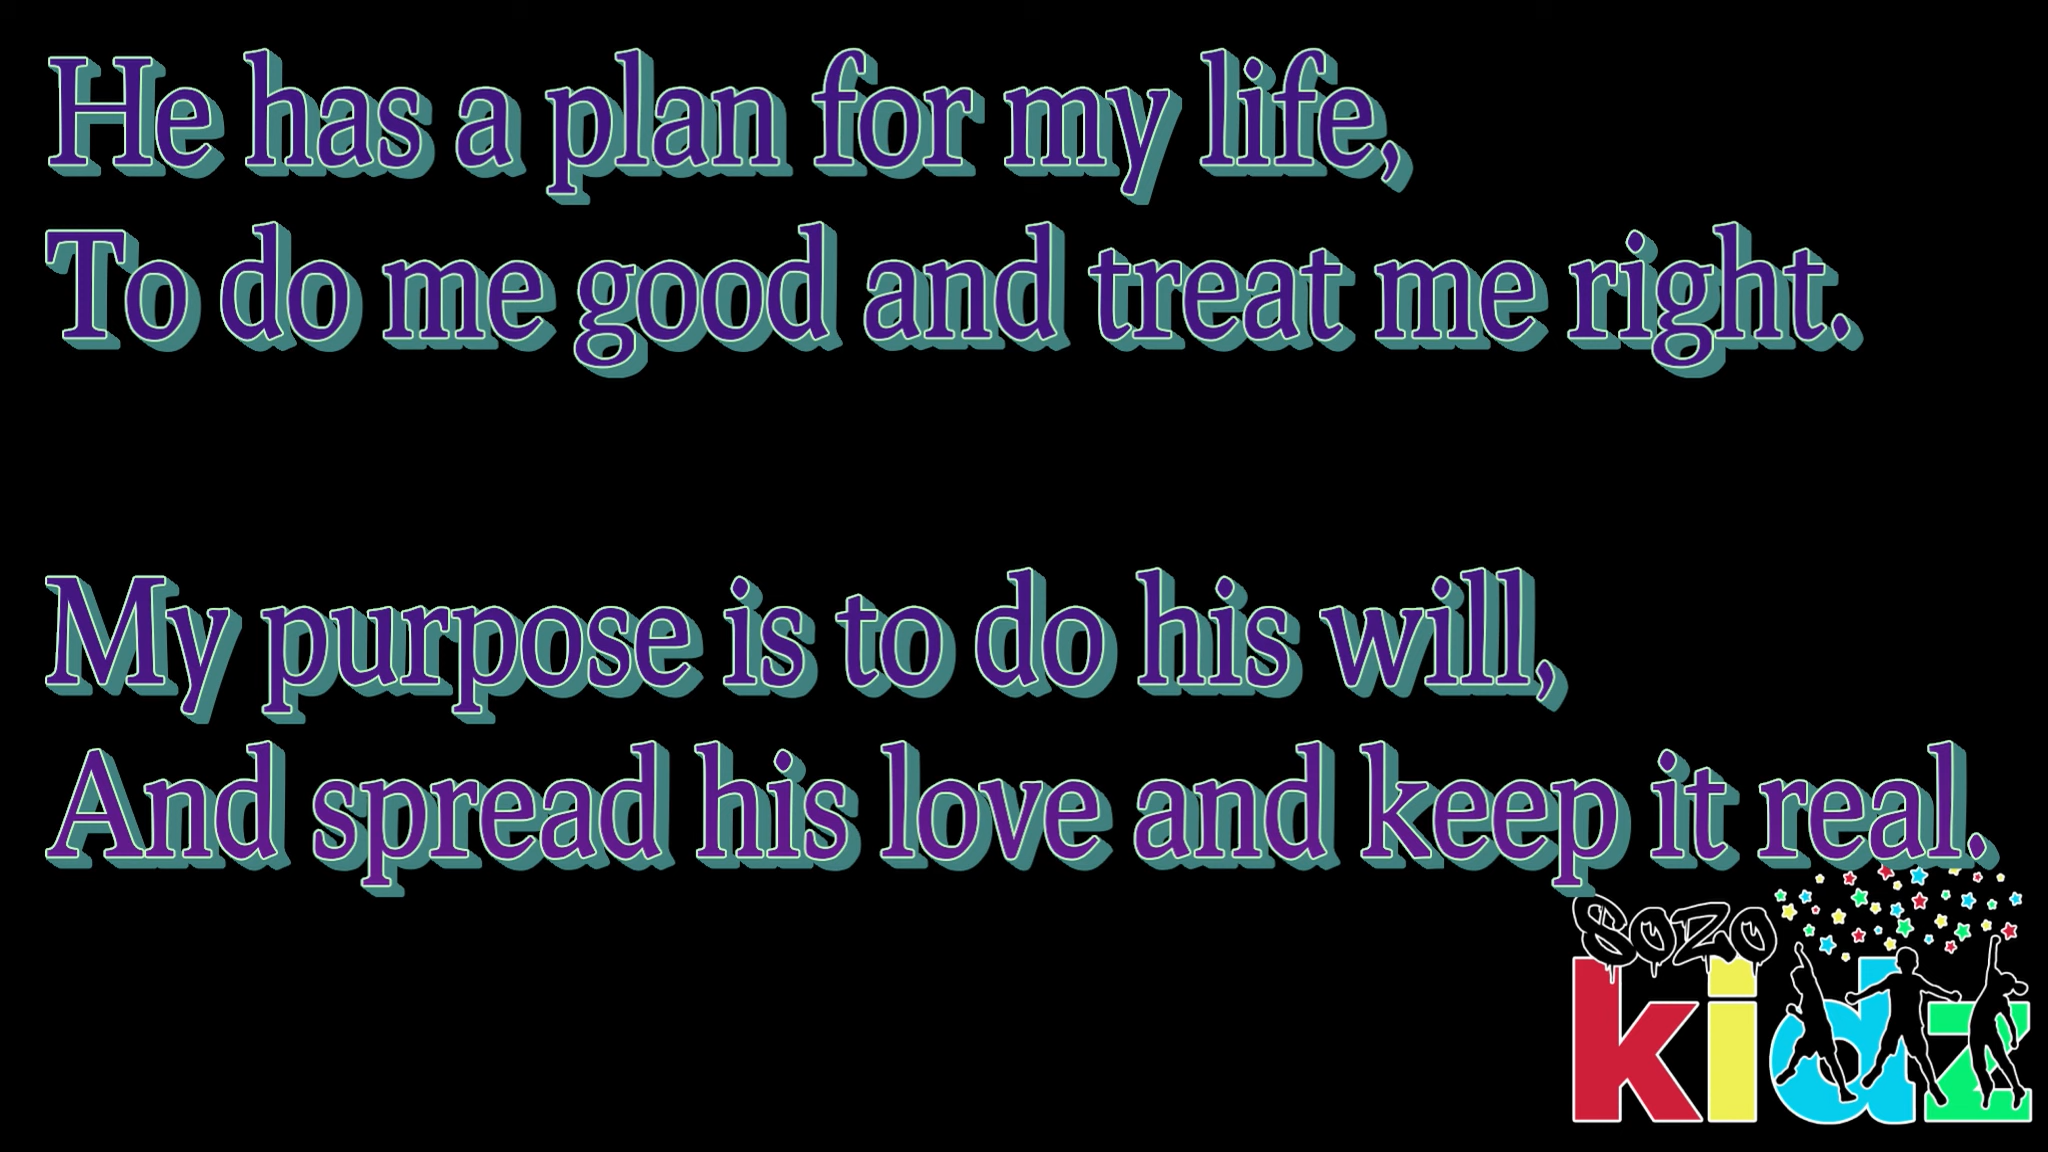 He has a plan for my life,
To do me good and treat me right.
My purpose is to do his will,
And spread his love and keep it real.
SOZO
kidz